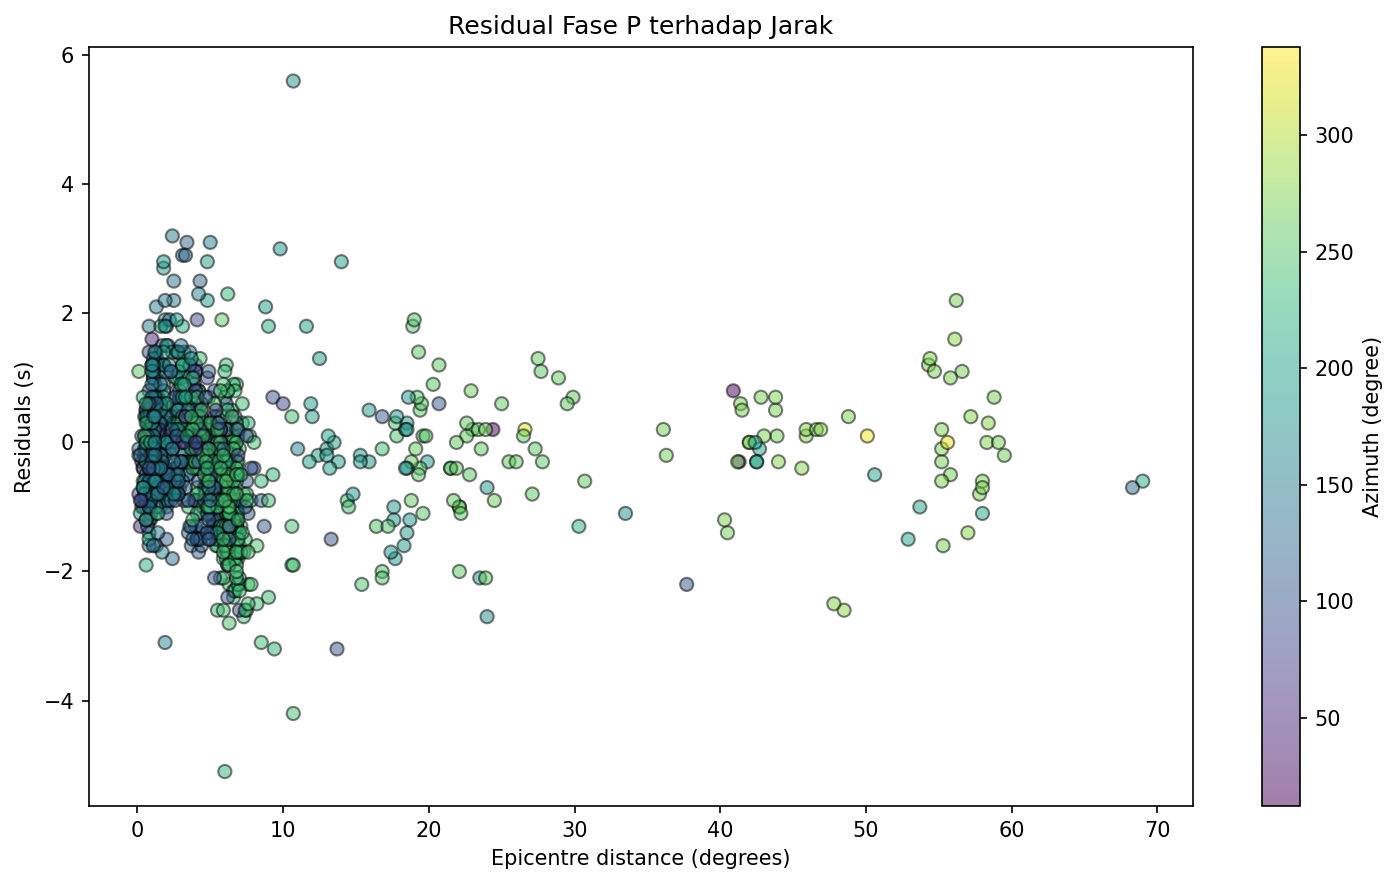 Residual Fase P terhadap Jarak
6
4
2
0
−2
−4
Residuals (s)
0 10 20 30 40 50 60 70
Epicentre distance (degrees)
300
250
200
150
100
50
Azimuth (degree)